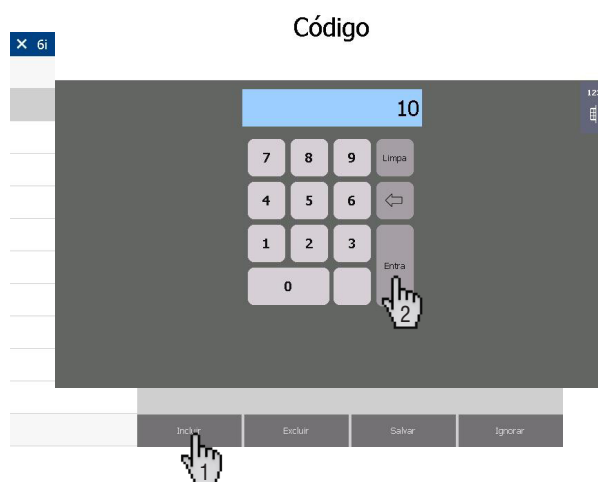 Código
X 6i
10
123
7 8 9 Limpa
4 5 6
1 2 3
Entra
0
2
Incluir Excluir Salvar Ignorar
1